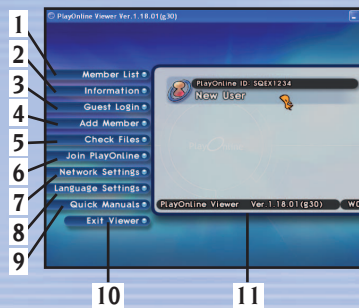 PlayOnline Viewer Ver.1.18.01(g30)
1 Member List
2 Information
3 Guest Login
4 Add Member
5 Check Files
6 Join PlayOnline
7 Network Settings
8 Language Settings
9 Quick Manuals
Exit Viewer
PlayOnline ID: SQEX1234
New User
PlayOnline
PlayOnline Viewer Ver.1.18.01(g30)
10 11